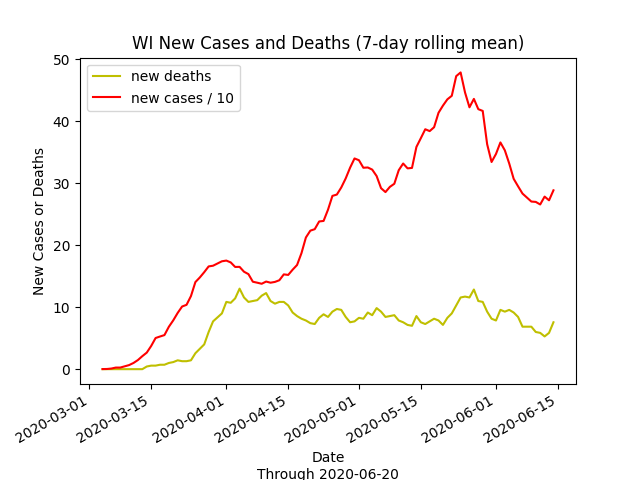 WI New Cases and Deaths (7-day rolling mean)
new deaths
new cases / 10
New Cases or Deaths
50
40
30
20
10
0
2020-03-01
2020-03-15
2020-04-01
2020-04-15
2020-05-01
2020-05-15
2020-06-01
2020-06-15
Date
Through 2020-06-20